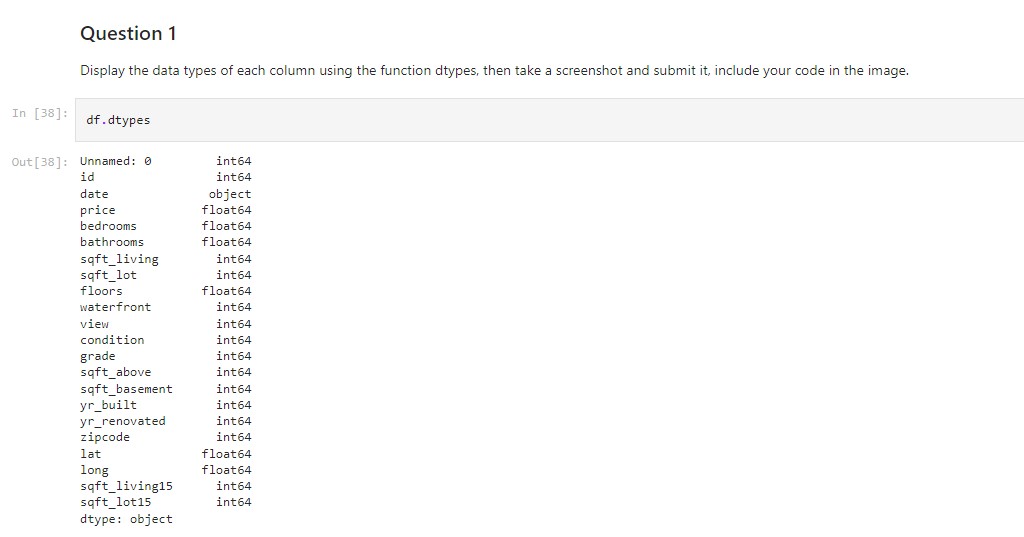 Question 1
Display the data types of each column using the function dtypes, then take a screenshot and submit it, include your code in the image.
In [38]: df.dtypes
Out[38]: Unnamed: 0 int64
id int64
date object
price float64
bedrooms float64
bathrooms float64
sqft_living int64
sqft_lot int64
floors float64
waterfront int64
view int64
condition int64
grade int64
sqft_above int64
sqft_basement int64
yr_built int64
yr_renovated int64
zipcode int64
lat float64
long float64
sqft_living15 int64
sqft_lot15 int64
dtype: object